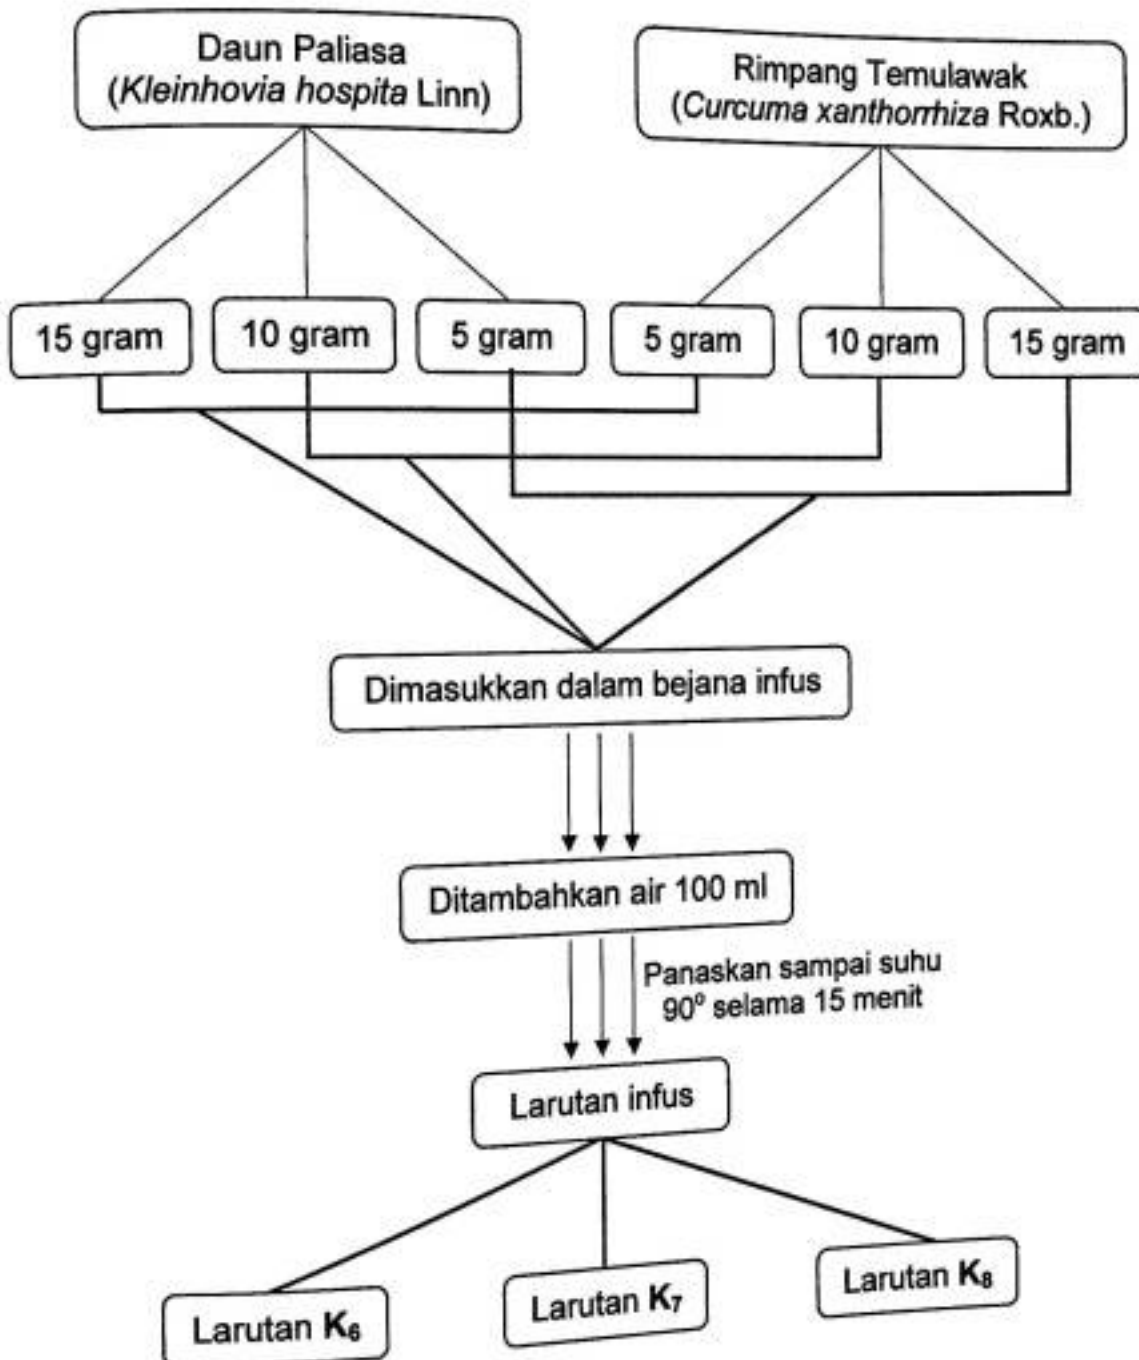 Daun Paliasa
(Kleinhovia hospita Linn)
Rimpang Temulawak
(Curcuma xanthorrhiza Roxb.)
15 gram
10 gram
5 gram
5 gram
10 gram
15 gram
Dimasukkan dalam bejana infus
Ditambahkan air 100 ml
Panaskan sampai suhu
90⁰ selama 15 menit
Larutan infus
Larutan K₆
Larutan K₇
Larutan K₈